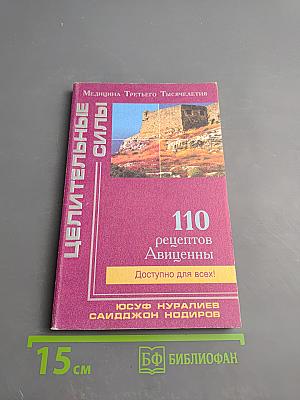 Медицина Третьего Тысячелетия
ЦЕЛИТЕЛЬНЫЕ
СИЛЫ
110
рецептов
Авиценны
Доступно для всех!
ЮСУФ НУРАЛИЕВ
САИДДЖОН НОДИРОВ
15 см
БФ БИБЛИОФАН